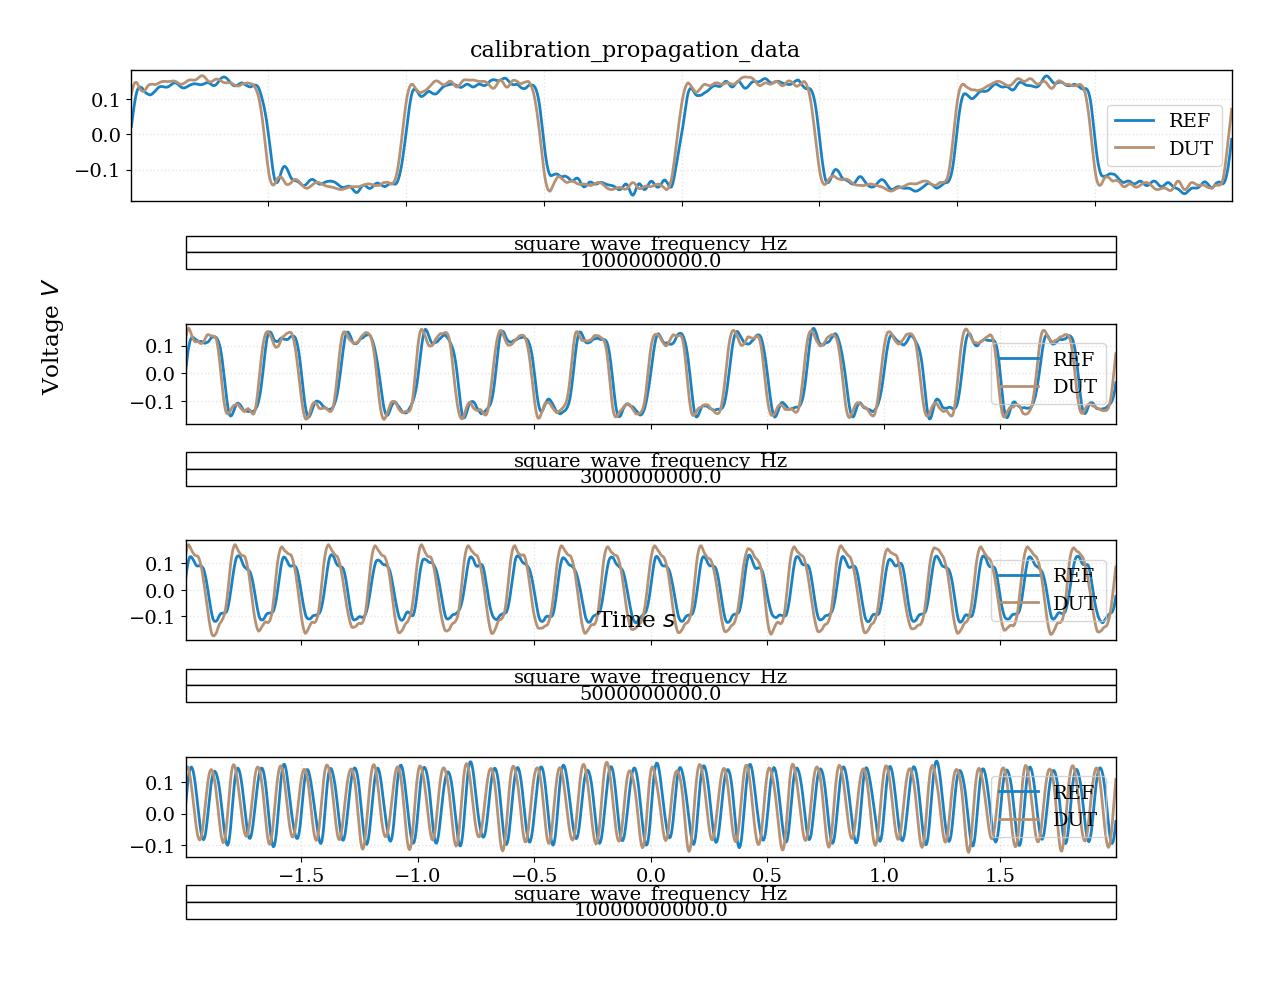 calibration_propagation_data
0.1
0.0
−0.1
REF
DUT
square_wave_frequency_Hz
1000000000.0
Voltage V
0.1
0.0
−0.1
REF
DUT
square_wave_frequency_Hz
3000000000.0
0.1
0.0
−0.1
REF
DUT
Time s
square_wave_frequency_Hz
5000000000.0
0.1
0.0
−0.1
REF
DUT
−1.5 −1.0 −0.5 0.0 0.5 1.0 1.5
square_wave_frequency_Hz
10000000000.0